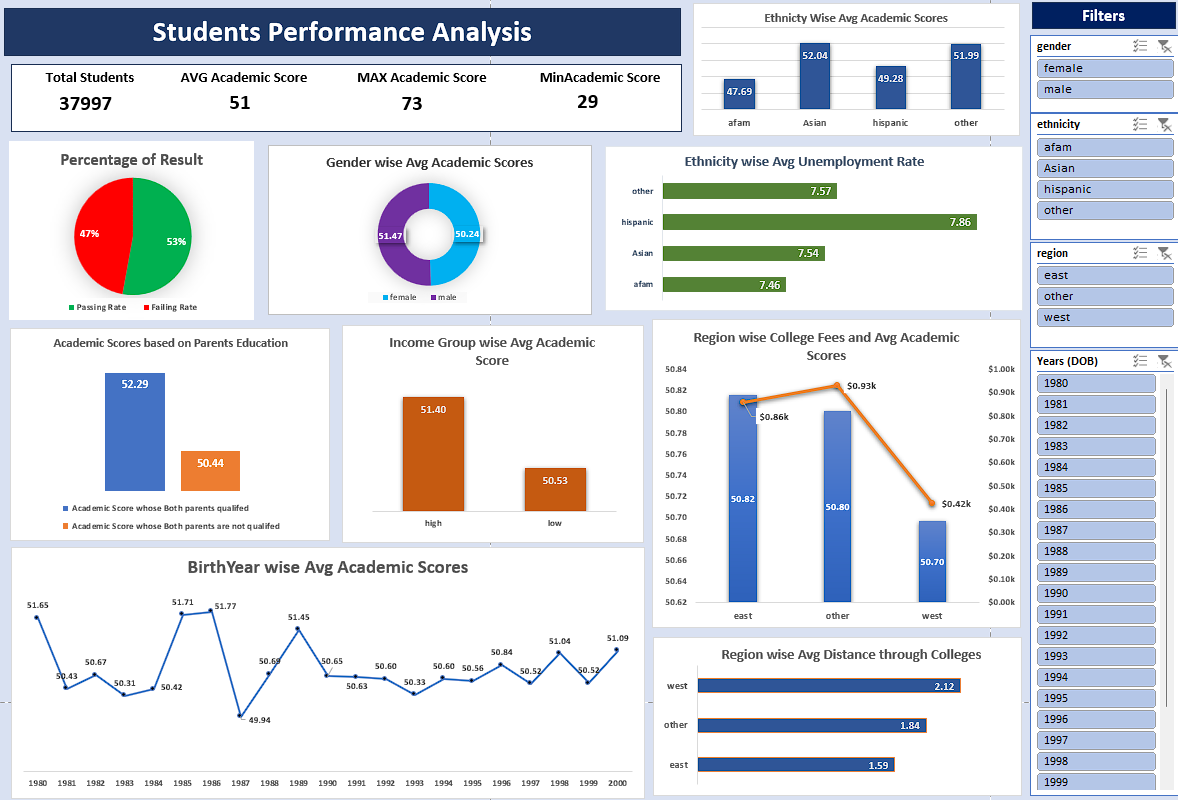 Students Performance Analysis
Total Students AVG Academic Score MAX Academic Score MinAcademic Score
37997 51 73 29
Ethnicty Wise Avg Academic Scores
47.69 52.04 49.28 51.99
afam Asian hispanic other
Filters
gender
female
male
ethnicity
afam
Asian
hispanic
other
region
east
other
west
Years (DOB)
1980
1981
1982
1983
1984
1985
1986
1987
1988
1989
1990
1991
1992
1993
1994
1995
1996
1997
1998
1999
Percentage of Result
47% 53%
Passing Rate Failing Rate
Gender wise Avg Academic Scores
51.47 50.24
female male
Ethnicity wise Avg Unemployment Rate
other 7.57
hispanic 7.86
Asian 7.54
afam 7.46
Academic Scores based on Parents Education
52.29
50.44
Academic Score whose Both parents qualifed
Academic Score whose Both parents are not qualifed
Income Group wise Avg Academic
Score
51.40
50.53
high low
Region wise College Fees and Avg Academic
Scores
50.84
50.82
50.80
50.78
50.76
50.74
50.72
50.70
50.68
50.66
50.64
50.62
$1.00k
$0.90k
$0.80k
$0.70k
$0.60k
$0.50k
$0.40k
$0.30k
$0.20k
$0.10k
$0.00k
$0.86k $0.93k $0.42k
50.82 50.80 50.70
east other west
BirthYear wise Avg Academic Scores
51.65 50.43 50.67 50.31 50.42 51.71 51.77 49.94 50.69 51.45 50.65 50.63 50.60 50.33 50.60 50.56 50.84 50.52 51.04 50.52 51.09
1980 1981 1982 1983 1984 1985 1986 1987 1988 1989 1990 1991 1992 1993 1994 1995 1996 1997 1998 1999 2000
Region wise Avg Distance through Colleges
west 2.12
other 1.84
east 1.59